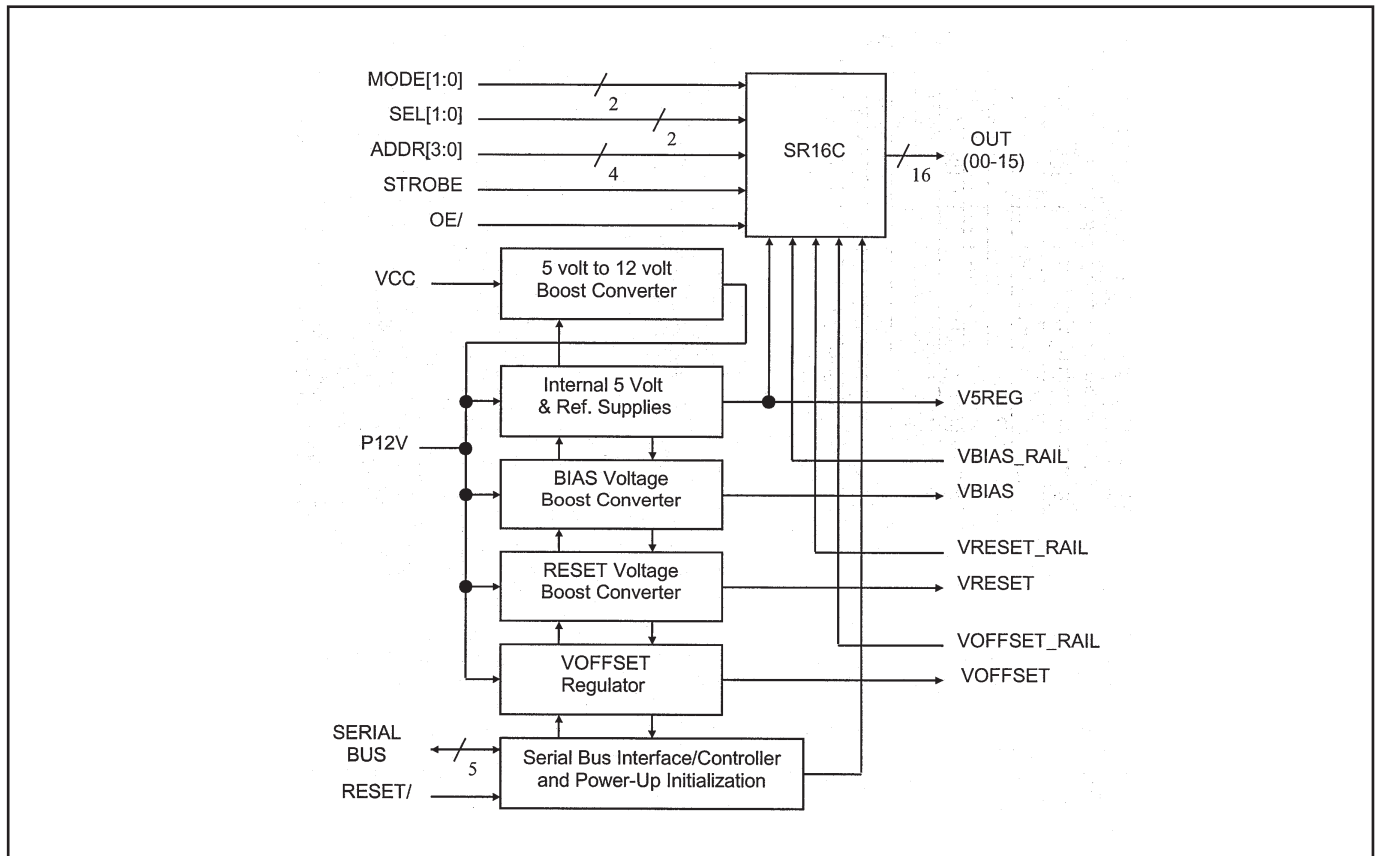 MODE[1:0]
2
SEL[1:0]
2
ADDR[3:0]
4
STROBE
OE/
SR16C
16
OUT
(00-15)
VCC
5 volt to 12 volt
Boost Converter
Internal 5 Volt
& Ref. Supplies
V5REG
P12V
VBIAS_RAIL
BIAS Voltage
Boost Converter
VBIAS
VRESET_RAIL
RESET Voltage
Boost Converter
VRESET
VOFFSET_RAIL
VOFFSET
Regulator
VOFFSET
SERIAL
BUS
5
Serial Bus Interface/Controller
and Power-Up Initialization
RESET/